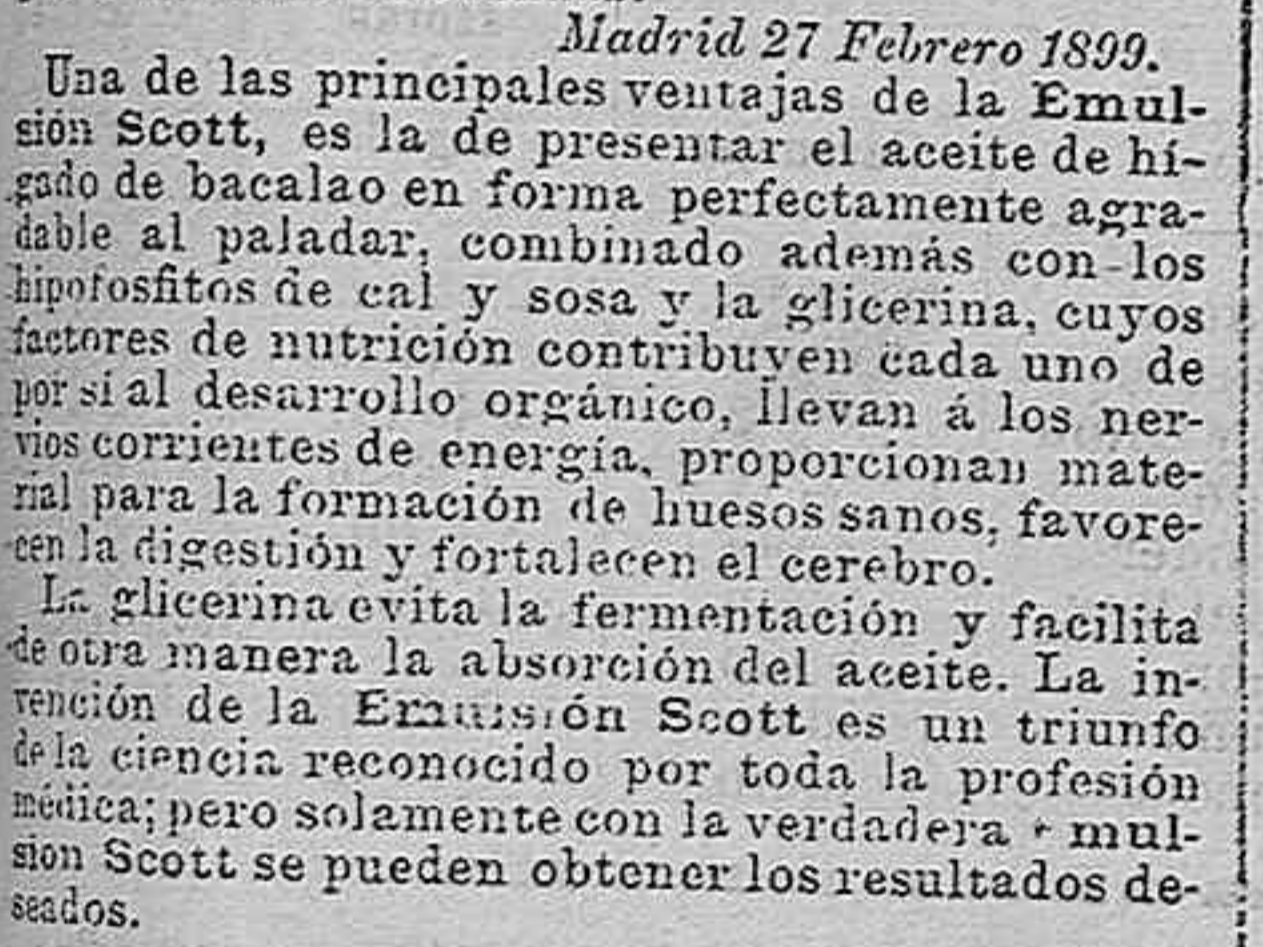 Madrid 27 Febrero 1899.
Una de las principales ventajas de la Emul-
sión Scott, es la de presentar el aceite de hí-
gado de bacalao en forma perfectamente agra-
dable al paladar, combinado además con los
hipofosfitos de cal y sosa y la glicerina, cuyos
factores de nutrición contribuyen cada uno de
por sí al desarrollo orgánico, llevan á los ner-
vios corrientes de energía, proporcionan mate-
rial para la formación de huesos sanos, favore-
cen la digestión y fortalecen el cerebro.
La glicerina evita la fermentación y facilita
de otra manera la absorción del aceite. La in-
vención de la Emulsión Scott es un triunfo
de la ciencia reconocido por toda la profesión
médica; pero solamente con la verdadera mul-
sion Scott se pueden obtener los resultados de-
seados.